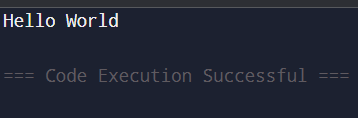 Hello World
=== Code Execution Successful ===